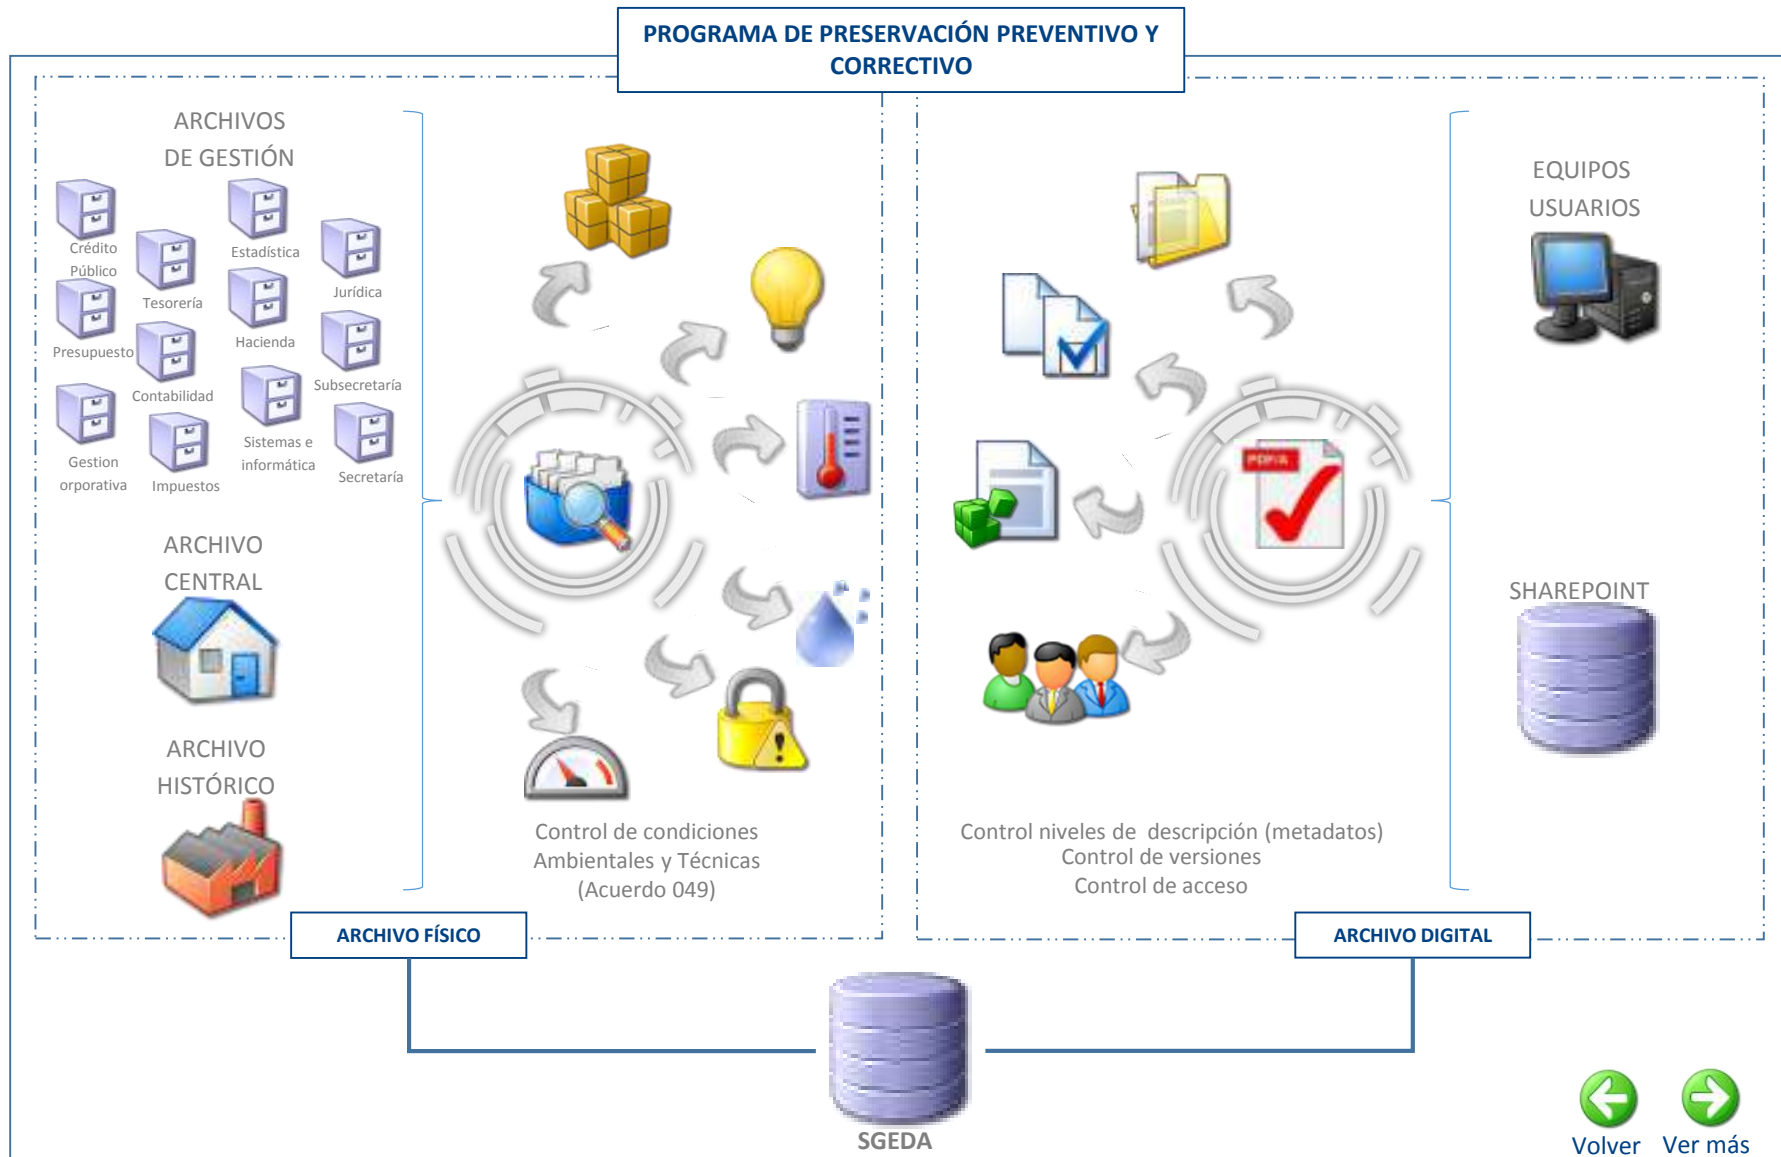 PROGRAMA DE PRESERVACIÓN PREVENTIVO Y
CORRECTIVO
ARCHIVOS
DE GESTIÓN
Crédito
Público
Tesorería
Estadística
Jurídica
Presupuesto
Contabilidad
Hacienda
Subsecretaría
Gestion
orporativa
Impuestos
Sistemas e
informática
Secretaría
ARCHIVO
CENTRAL
ARCHIVO
HISTÓRICO
Control de condiciones
Ambientales y Técnicas
(Acuerdo 049)
ARCHIVO FÍSICO
PDF/A
Control niveles de  descripción (metadatos)
Control de versiones
Control de acceso
EQUIPOS
USUARIOS
SHAREPOINT
ARCHIVO DIGITAL
SGEDA
Volver
Ver más